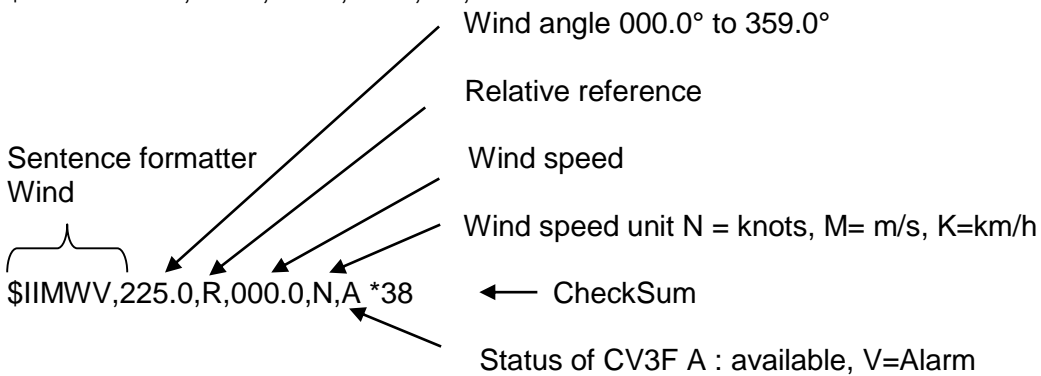 Wind angle 000.0° to 359.0°
Relative reference
Sentence formatter
Wind
Wind speed
Wind speed unit N = knots, M= m/s, K=km/h
$IIMWV,225.0,R,000.0,N,A *38
CheckSum
Status of CV3F A : available, V=Alarm